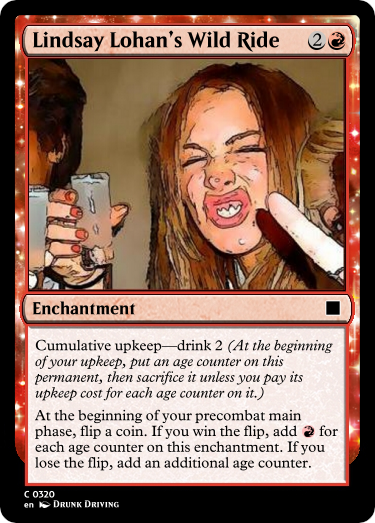 Lindsay Lohan's Wild Ride 2
Enchantment
Cumulative upkeep—drink 2 (At the beginning
of your upkeep, put an age counter on this
permanent, then sacrifice it unless you pay its
upkeep cost for each age counter on it.)
At the beginning of your precombat main
phase, flip a coin. If you win the flip, add for
each age counter on this enchantment. If you
lose the flip, add an additional age counter.
C 0320
en DRUNK DRIVING